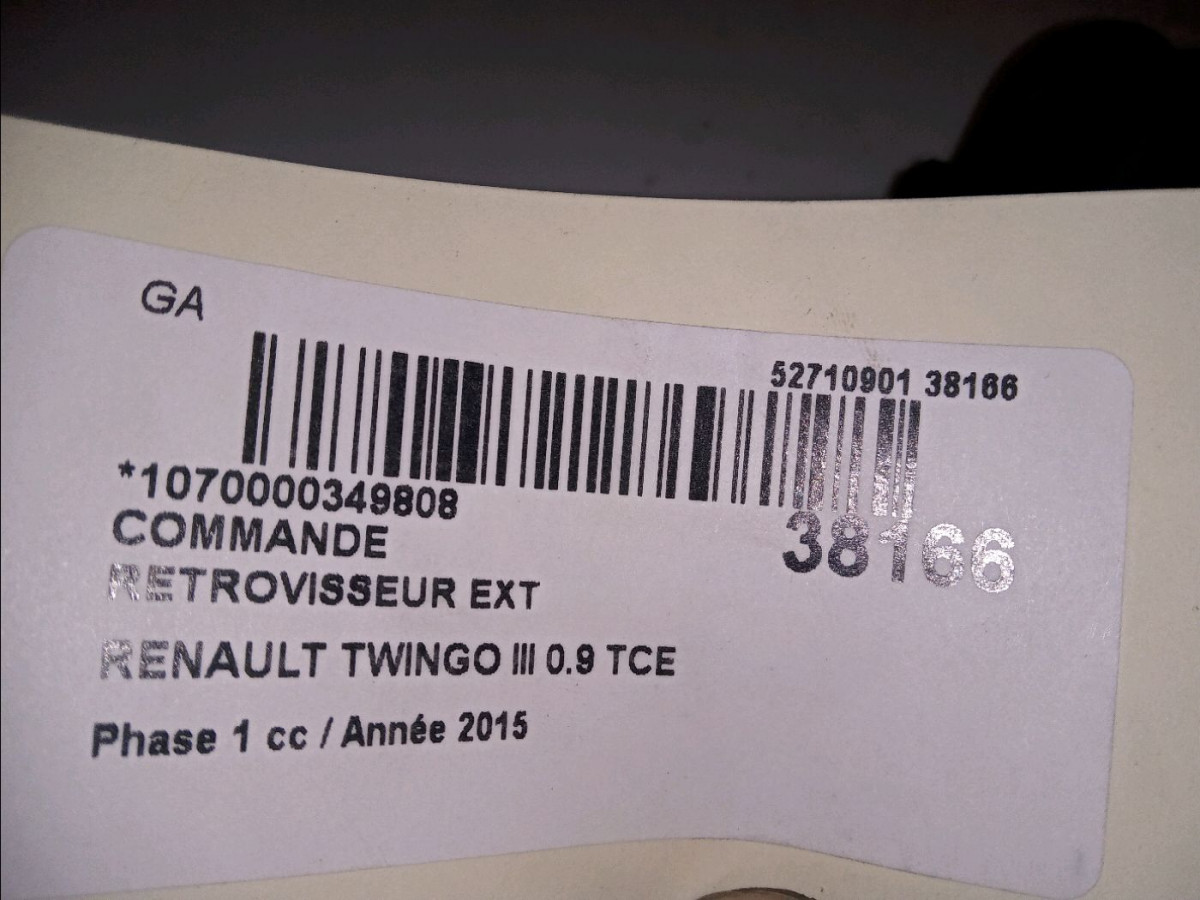 GA
52710901 38166
*1070000349808
38166
COMMANDE
RETROVISSEUR EXT
RENAULT TWINGO III 0.9 TCE
Phase 1 cc / Année 2015